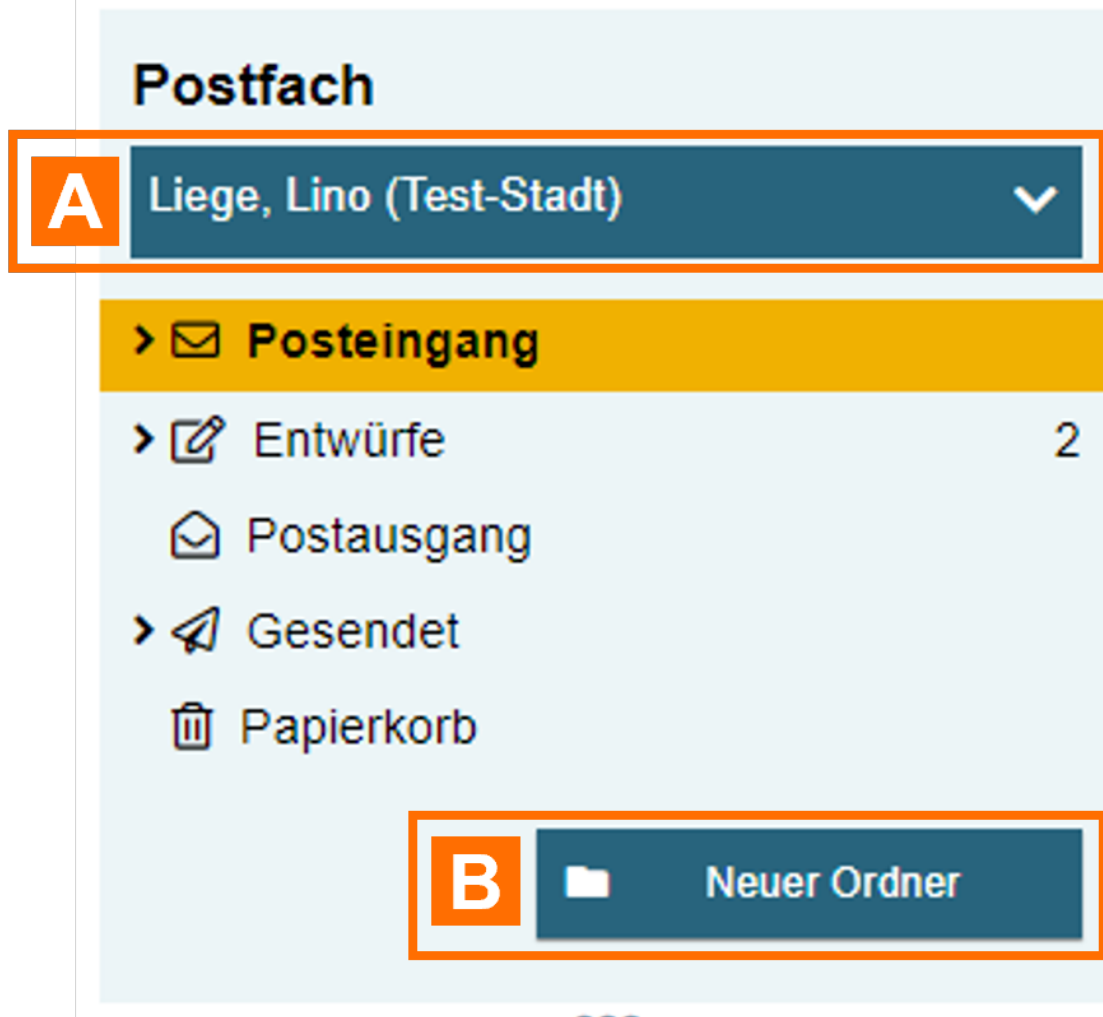 Postfach
A Liege, Lino (Test-Stadt)
Posteingang
Entwürfe 2
Postausgang
Gesendet
Papierkorb
B Neuer Ordner